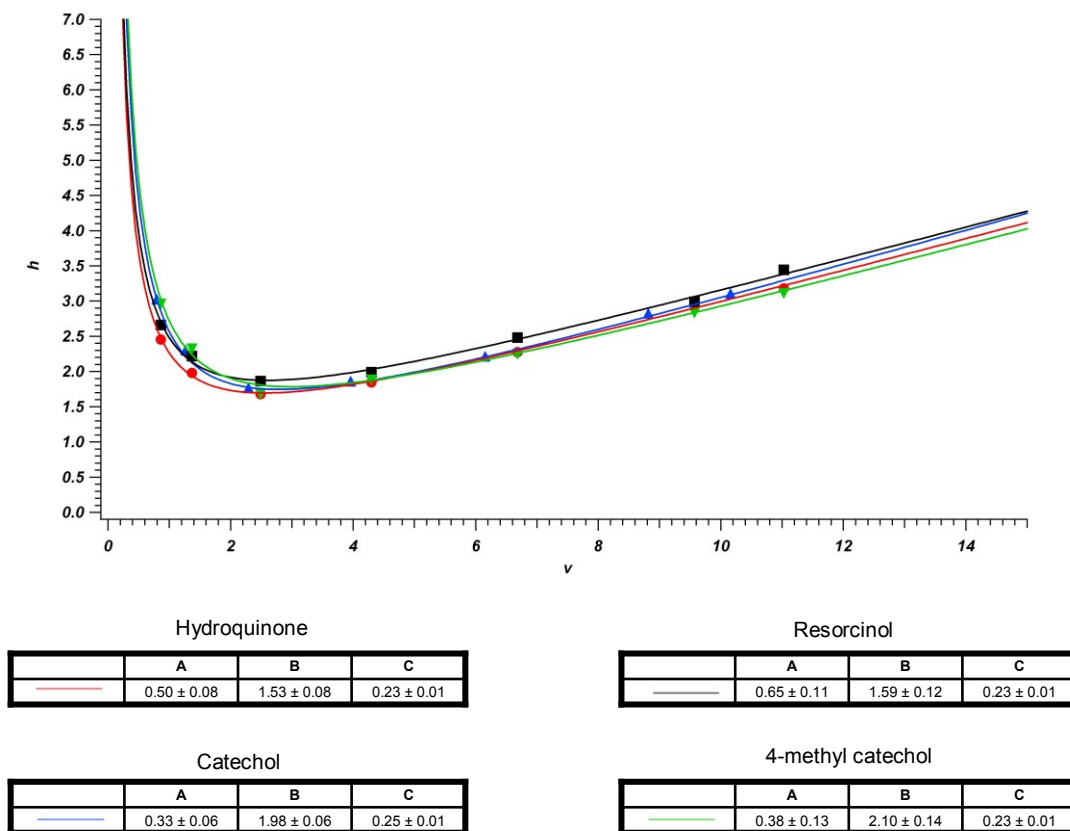 7.0
6.5
6.0
5.5
5.0
4.5
4.0
3.5
3.0
2.5
2.0
1.5
1.0
0.5
0.0
h
0 2 4 6 8 10 12 14
v
Hydroquinone
A B C
0.50 ± 0.08 1.53 ± 0.08 0.23 ± 0.01
Resorcinol
A B C
0.65 ± 0.11 1.59 ± 0.12 0.23 ± 0.01
Catechol
A B C
0.33 ± 0.06 1.98 ± 0.06 0.25 ± 0.01
4-methyl catechol
A B C
0.38 ± 0.13 2.10 ± 0.14 0.23 ± 0.01